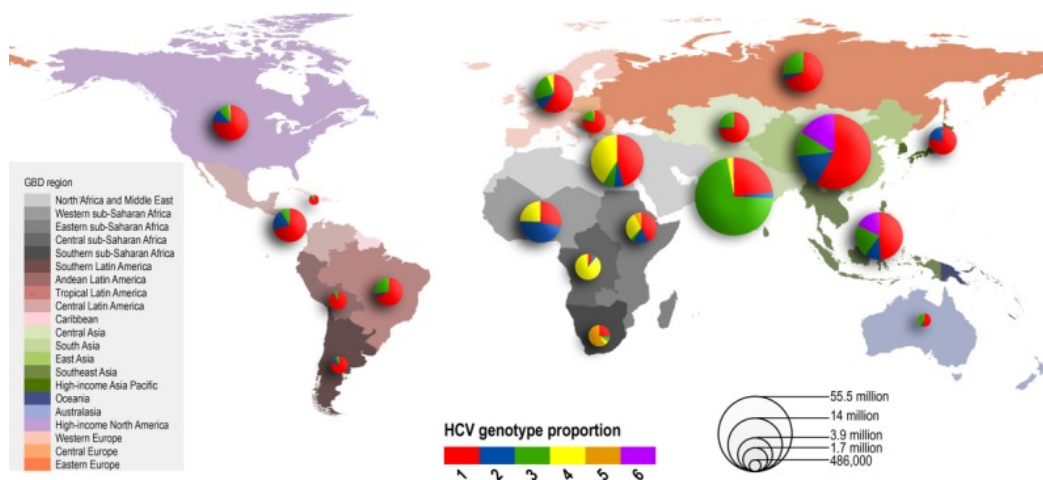 GBD region
North Africa and Middle East
Western sub-Saharan Africa
Eastern sub-Saharan Africa
Central sub-Saharan Africa
Southern sub-Saharan Africa
Southern Latin America
Andean Latin America
Tropical Latin America
Central Latin America
Caribbean
Central Asia
South Asia
East Asia
Southeast Asia
High-income Asia Pacific
Oceania
Australasia
High-income North America
Western Europe
Central Europe
Eastern Europe
HCV genotype proportion
1 2 3 4 5 6
55.5 million
14 million
3.9 million
1.7 million
486,000